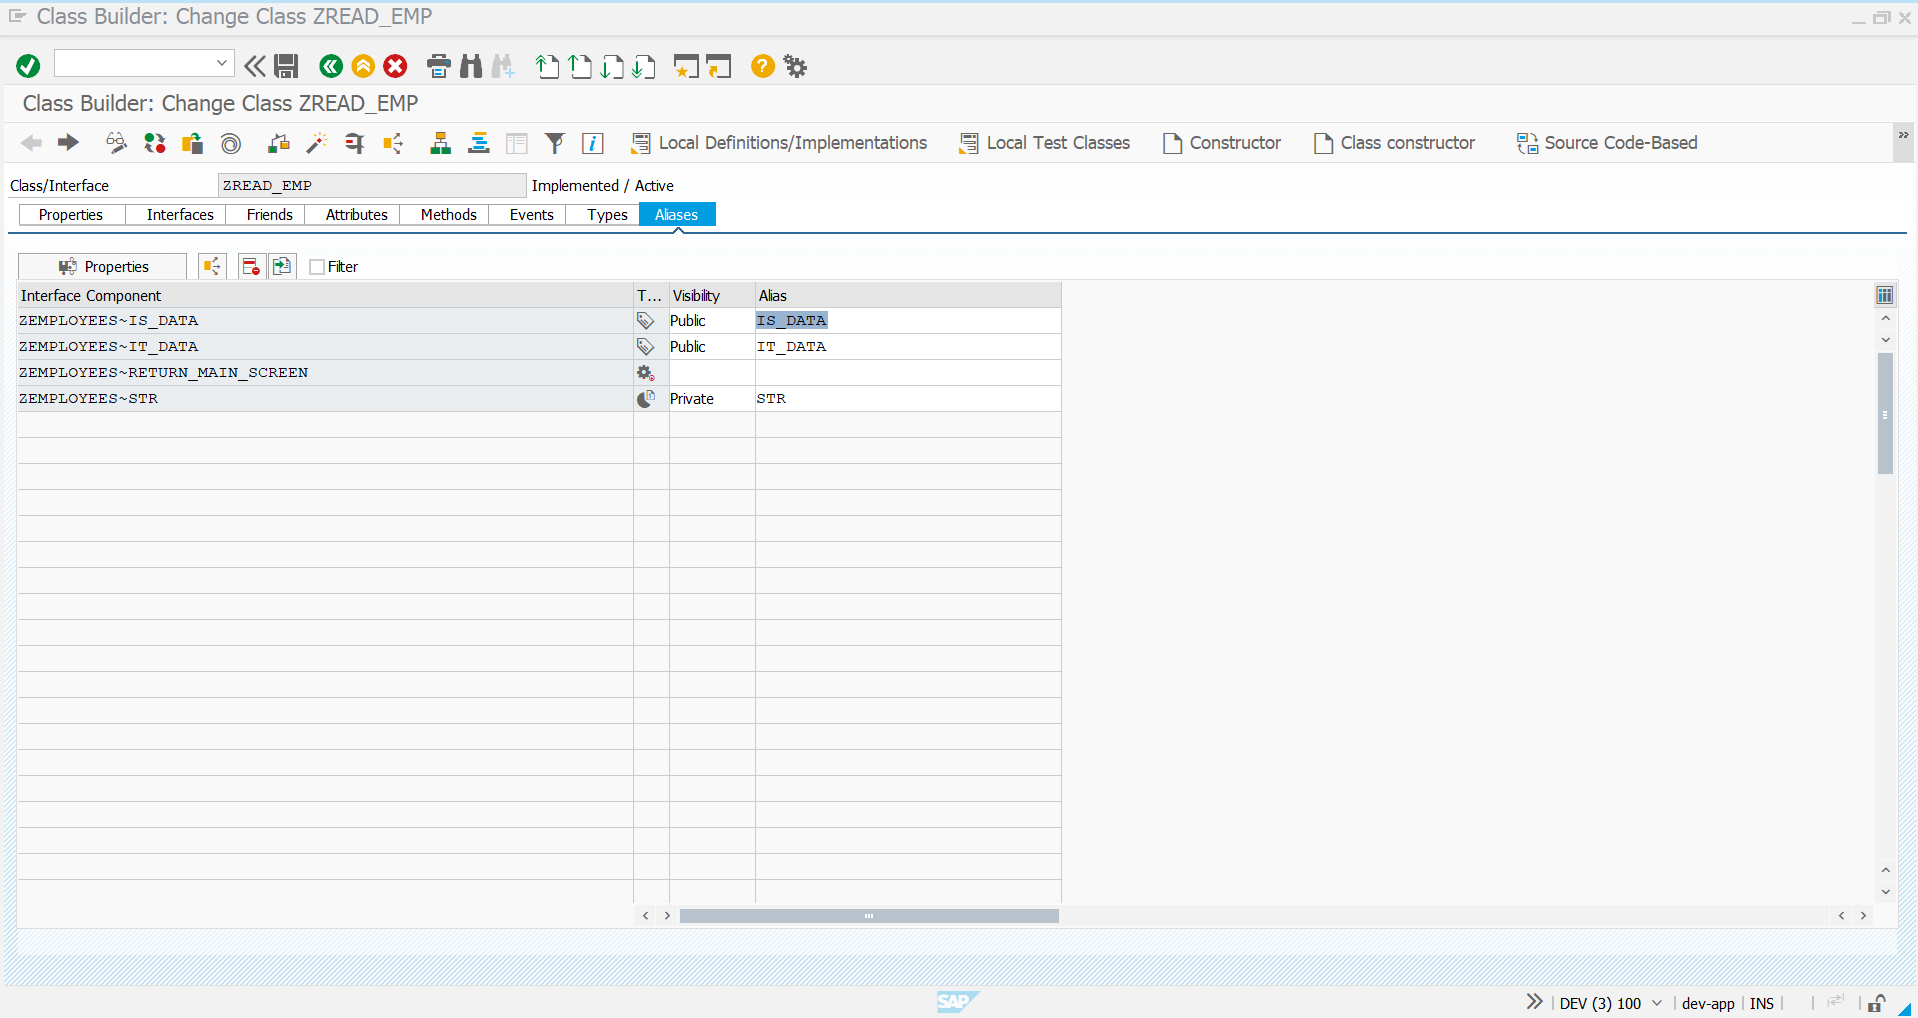 Class Builder: Change Class ZREAD_EMP
Class Builder: Change Class ZREAD_EMP
Local Definitions/Implementations Local Test Classes Constructor Class constructor Source Code-Based
Class/Interface ZREAD_EMP Implemented / Active
Properties Interfaces Friends Attributes Methods Events Types Aliases
Properties Filter
Interface Component T... Visibility Alias
ZEMPLOYEES~IS_DATA Public IS_DATA
ZEMPLOYEES~IT_DATA Public IT_DATA
ZEMPLOYEES~RETURN_MAIN_SCREEN
ZEMPLOYEES~STR Private STR
SAP DEV (3) 100 dev-app INS